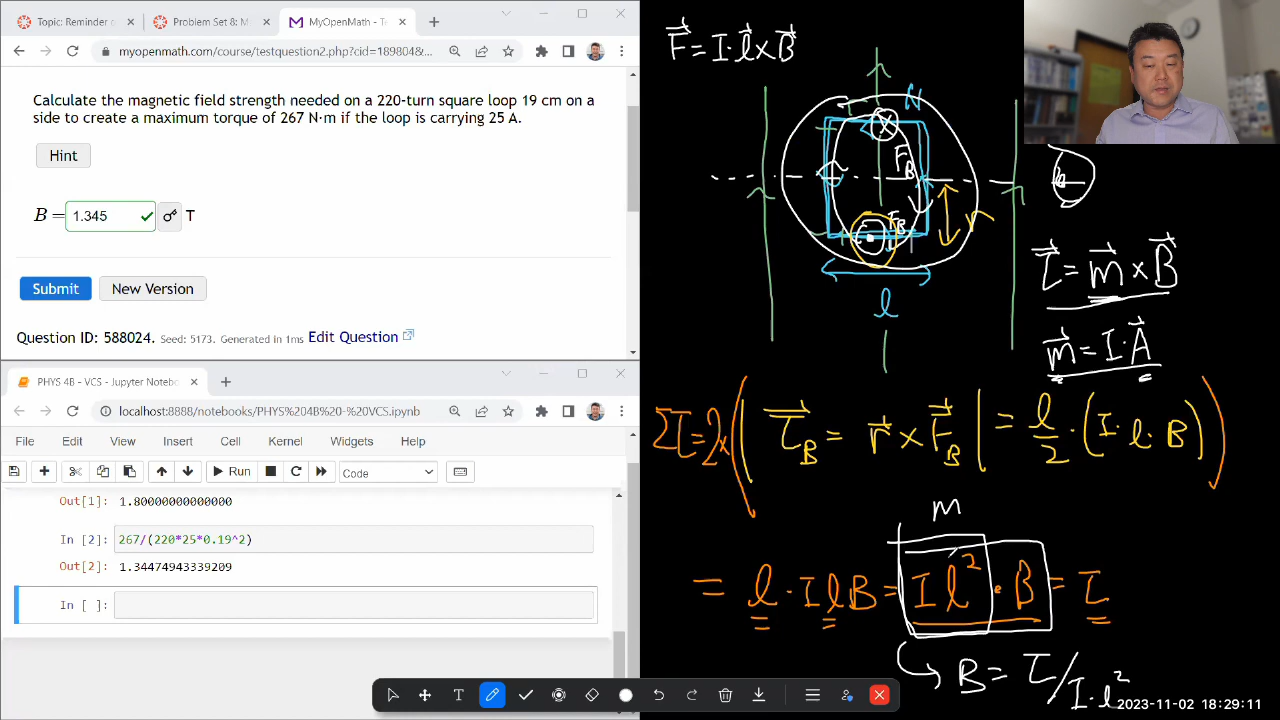 Topic: Reminder c
Problem Set 8: M
MyOpenMath - Te
myopenmath.com/course/testquestion2.php?cid=189804&...
Calculate the magnetic field strength needed on a 220-turn square loop 19 cm on a
side to create a maximum torque of 267 N·m if the loop is carrying 25 A.
Hint
B = 1.345 T
Submit New Version
Question ID: 588024. Seed: 5173. Generated in 1ms Edit Question
PHYS 4B - VCS - Jupyter Noteb
localhost:8888/notebooks/PHYS%204B%20-%20VCS.ipynb
File Edit View Insert Cell Kernel Widgets Help
Run Code
Out[1]: 1.80000000000000
In [2]: 267/(220*25*0.19^2)
Out[2]: 1.34474943338209
In [ ]:
F⃗ = I·l⃗ × B⃗
N
F_B
F_B
I
r
l
τ⃗ = m⃗ × B⃗
m⃗ = I·A⃗
Στ = 2×(| τ⃗_B = r⃗ × F⃗_B | = l/2 · (I·l·B))
m
= l · I l B = I l² · B = τ
↳ B = τ/I·l²
T
2023-11-02 18:29:11